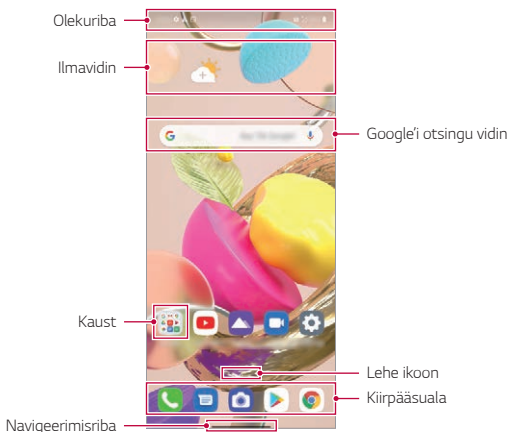 Olekuriba
Ilmavidin
Google’i otsingu vidin
Kaust
Lehe ikoon
Kiirpääsuala
Navigeerimisriba